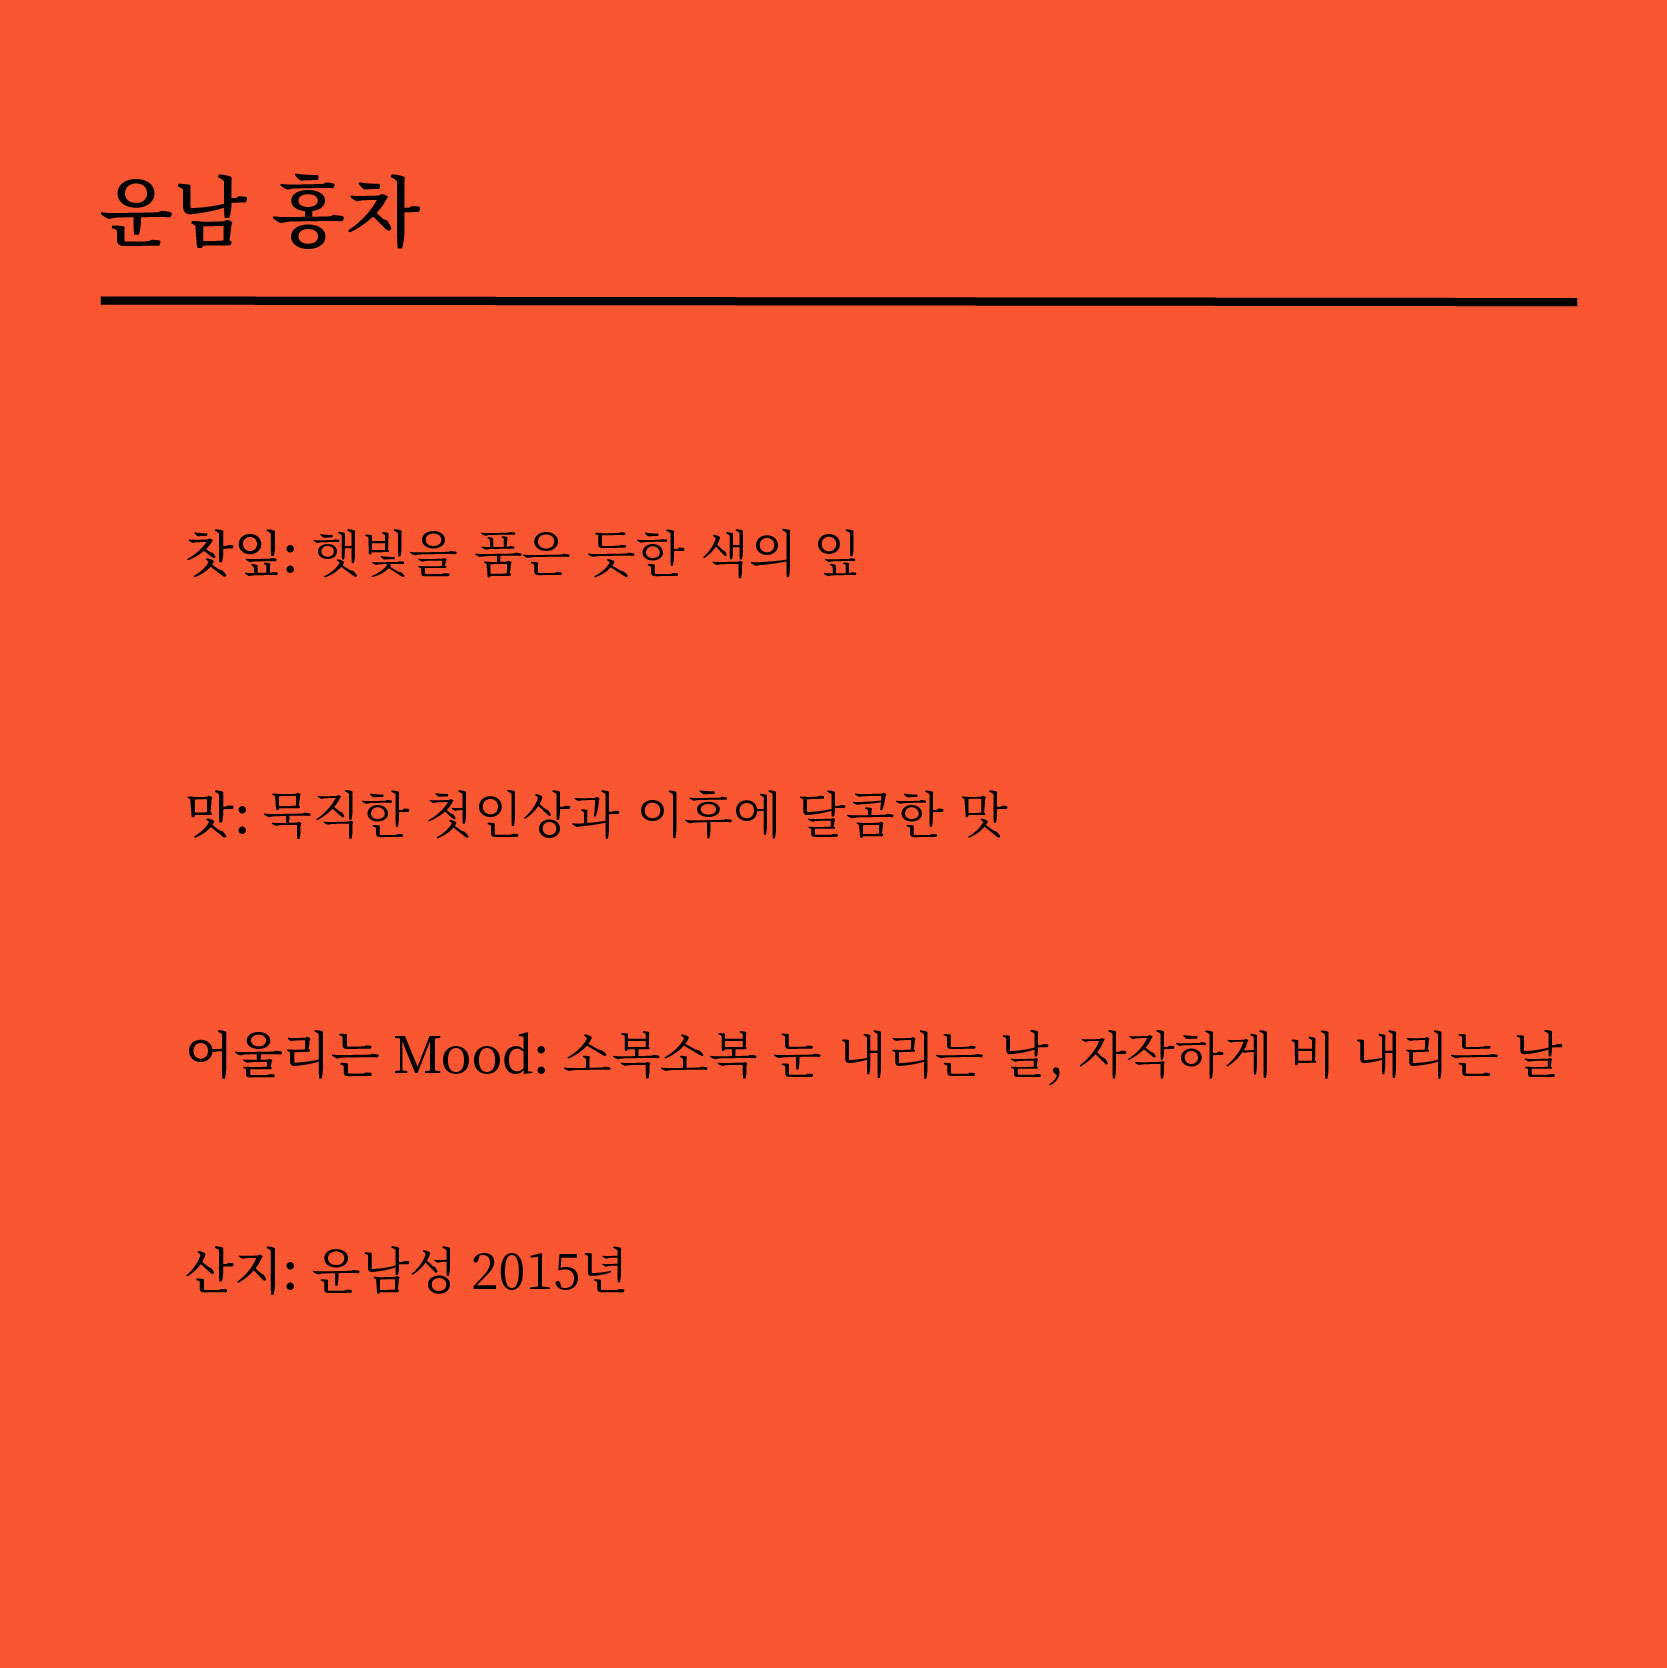 운남 홍차
찻잎: 햇빛을 품은 듯한 색의 잎
맛: 묵직한 첫인상과 이후에 달콤한 맛
어울리는 Mood: 소복소복 눈 내리는 날, 자작하게 비 내리는 날
산지: 운남성 2015년